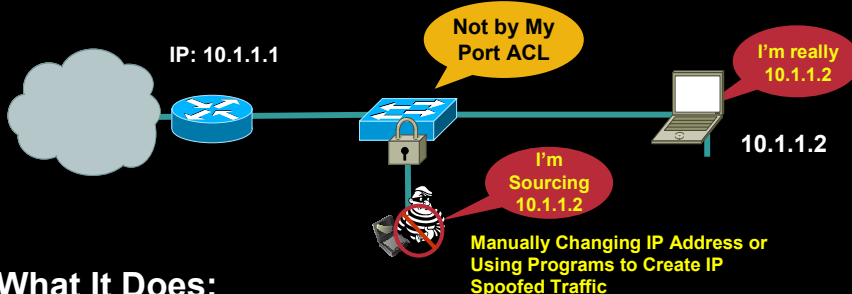 Not by My
Port ACL
IP: 10.1.1.1
I'm really
10.1.1.2
10.1.1.2
I'm
Sourcing
10.1.1.2
Manually Changing IP Address or
Using Programs to Create IP
Spoofed Traffic
What It Does: